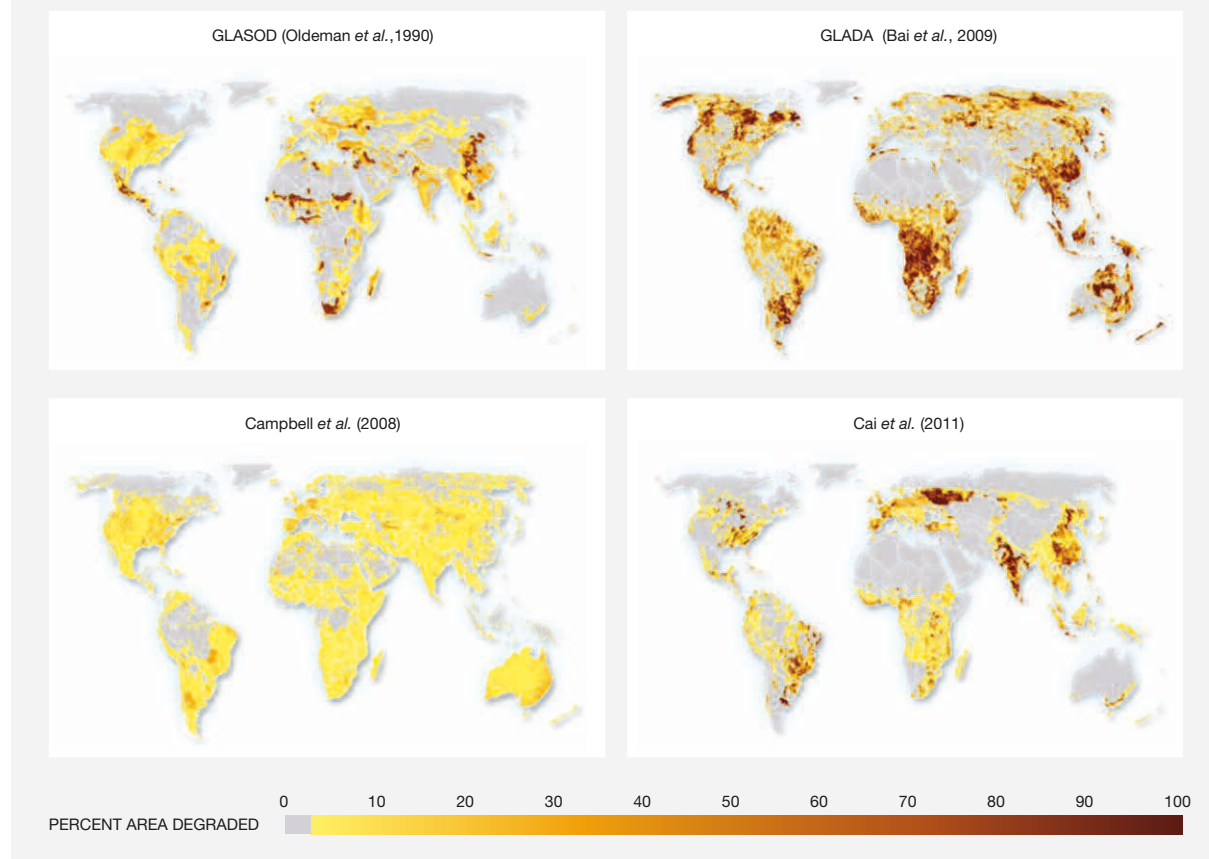 GLASOD (Oldeman et al.,1990)
GLADA (Bai et al., 2009)
Campbell et al. (2008)
Cai et al. (2011)
0 10 20 30 40 50 60 70 80 90 100
PERCENT AREA DEGRADED